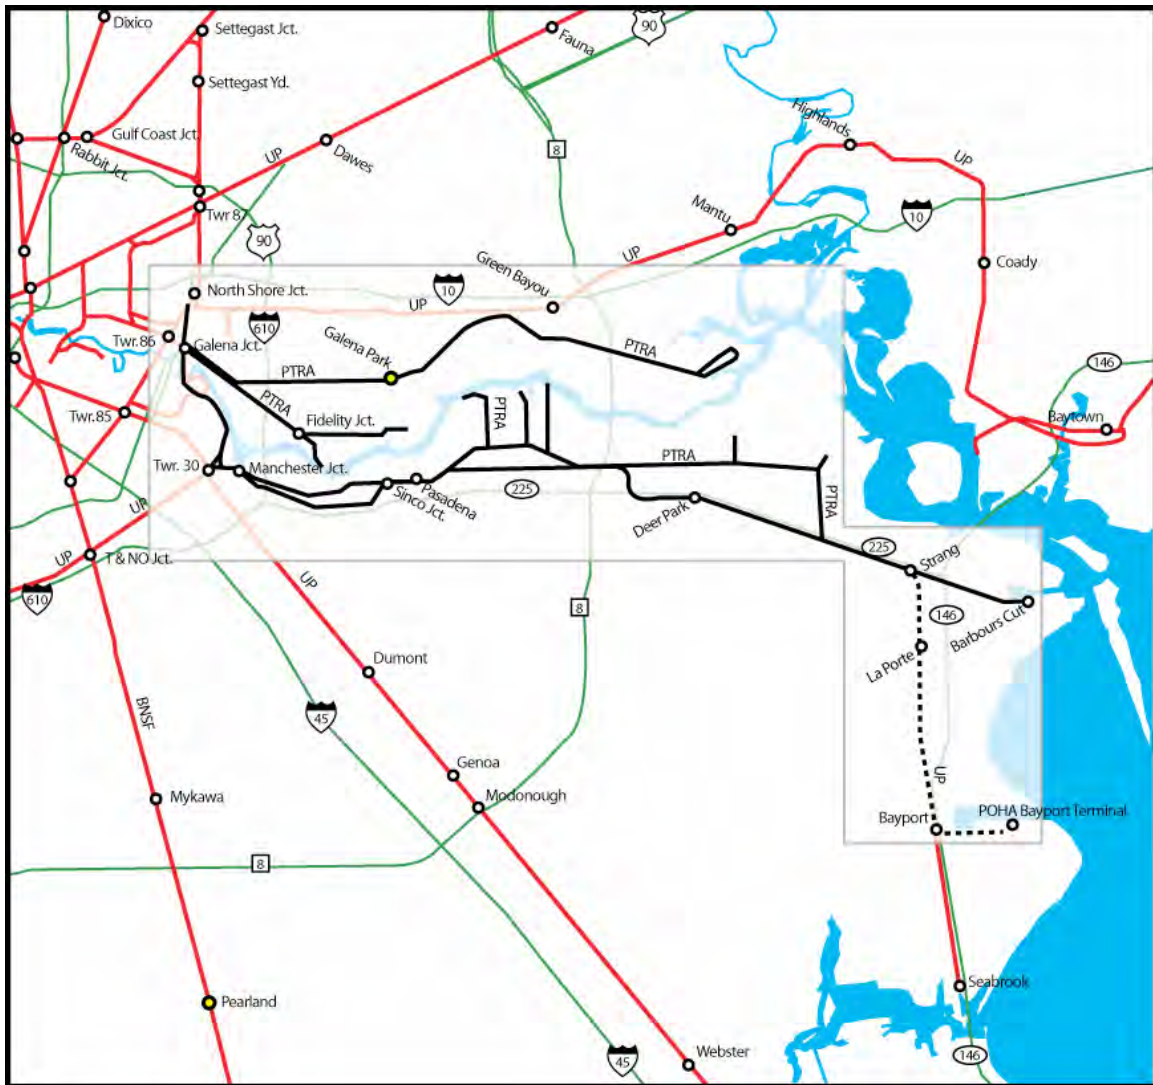 Dixico
Settegast Jct.
Fauna
90
Settegast Yd.
Highlands
Gulf Coast Jct.
Rabbit Jct.
UP
Dawes
8
UP
Mantu
Twr 87
10
90
Green Bayou
UP
Coady
North Shore Jct.
10
UP
610
Twr.86
Galena Jct.
Galena Park
PTRA
146
PTRA
PTRA
Fidelity Jct.
PTRA
Twr.85
Baytown
Twr. 30
Manchester Jct.
Sinco Jct.
Pasadena
225
PTRA
PTRA
Deer Park
UP
UP
T & NO Jct.
610
UP
225
Strang
8
146
Barbours Cut
La Porte
Dumont
BNSF
45
UP
Genoa
Modonough
Mykawa
Bayport
POHA Bayport Terminal
8
Seabrook
Pearland
45
Webster
146